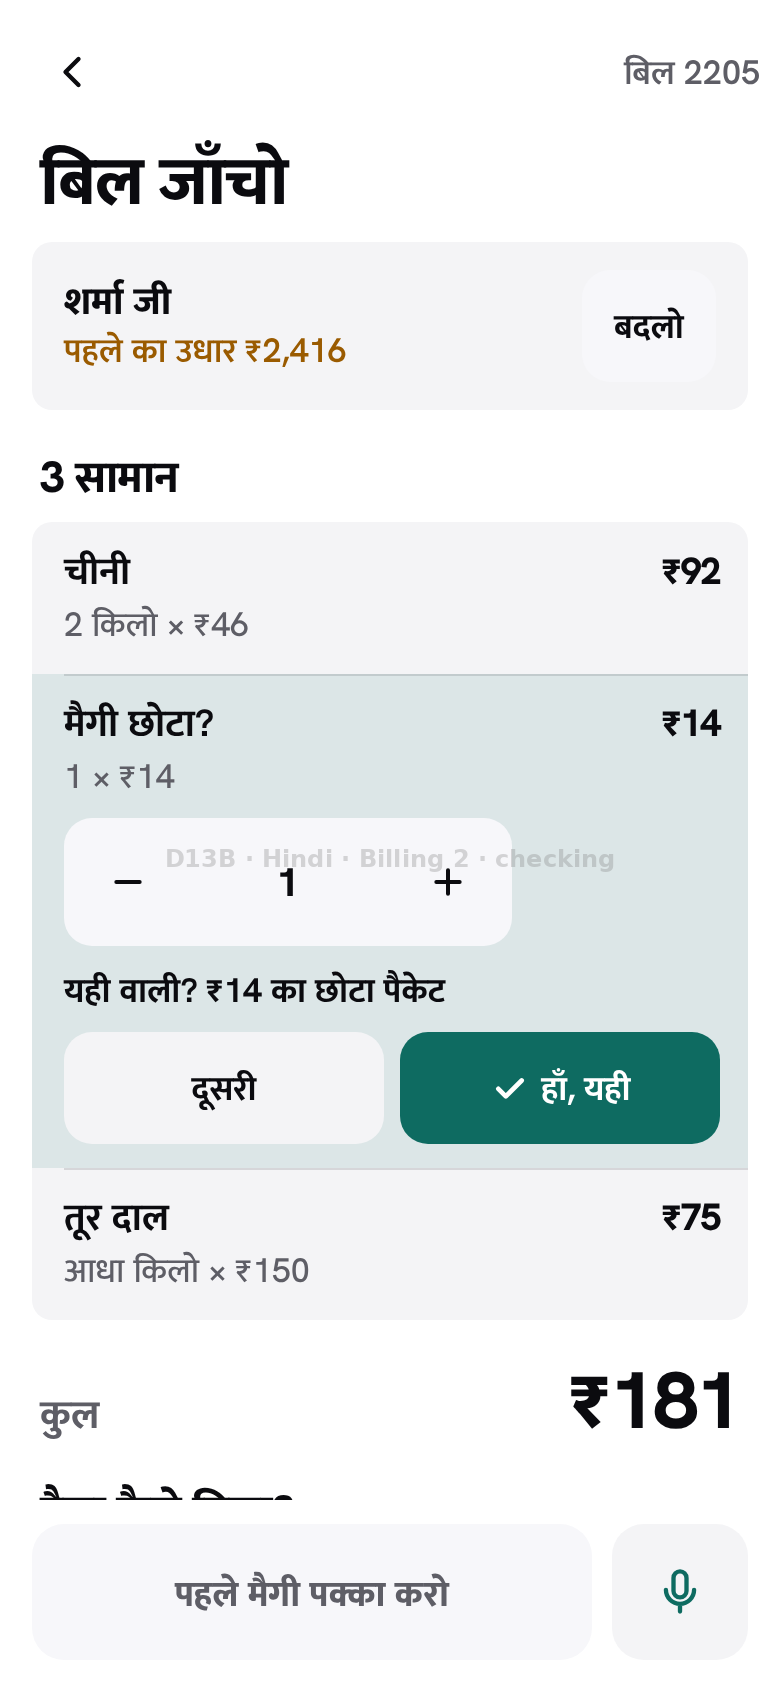 बिल 2205
बिल जाँचो
शर्मा जी
पहले का उधार ₹2,416
बदलो
3 सामान
चीनी ₹92
2 किलो × ₹46
मैगी छोटा? ₹14
1 × ₹14
D13B · Hindi · Billing 2 · checking
− 1 +
यही वाली? ₹14 का छोटा पैकेट
दूसरी
हाँ, यही
तूर दाल ₹75
आधा किलो × ₹150
कुल ₹181
पहले मैगी पक्का करो